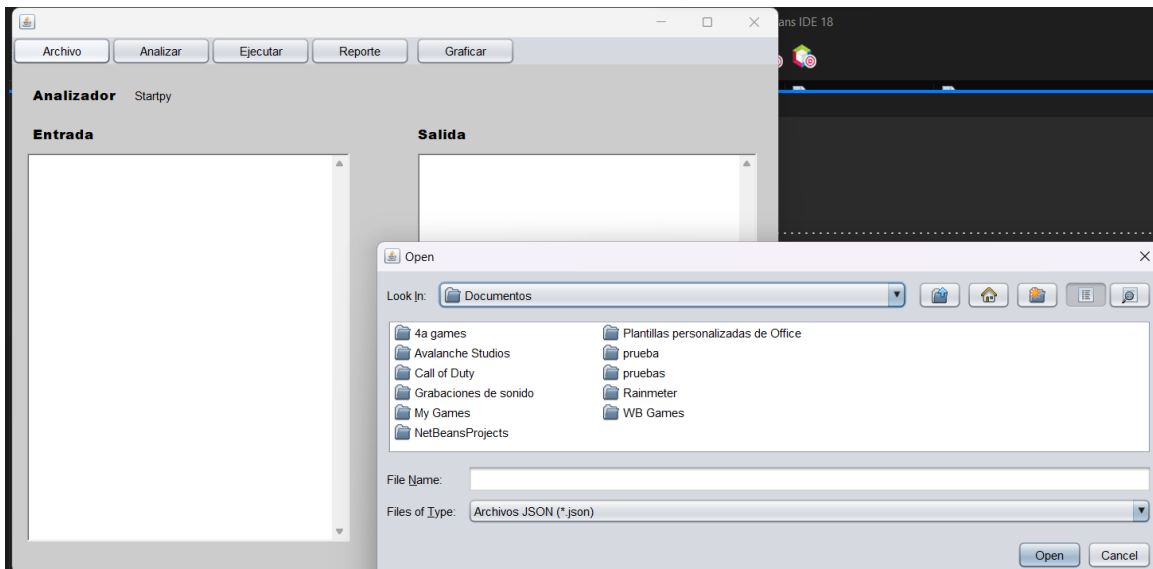 ans IDE 18
Archivo Analizar Ejecutar Reporte Graficar
Analizador Startpy
Entrada Salida
Open
Look In: Documentos
4a games Plantillas personalizadas de Office
Avalanche Studios prueba
Call of Duty pruebas
Grabaciones de sonido Rainmeter
My Games WB Games
NetBeansProjects
File Name:
Files of Type: Archivos JSON (*.json)
Open Cancel